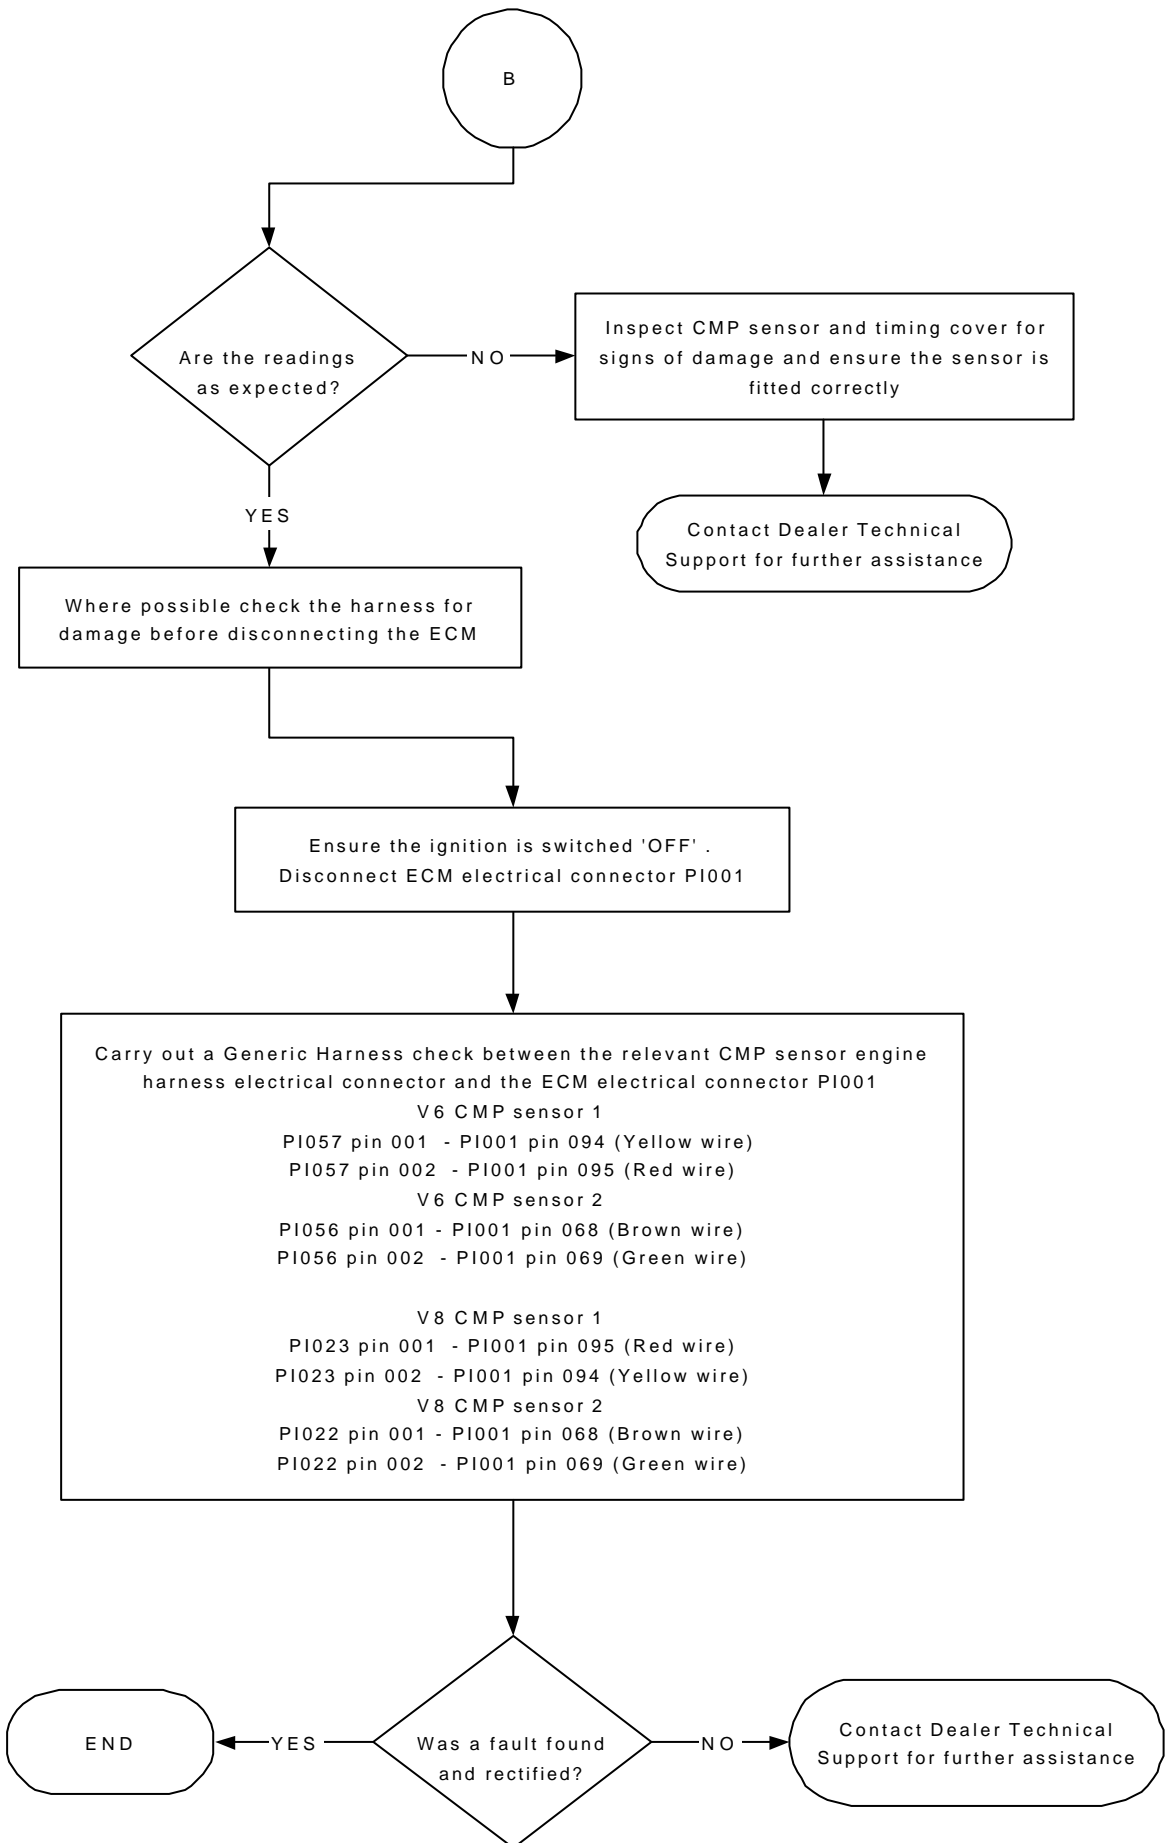 B
Are the readings
as expected?
NO
Inspect CMP sensor and timing cover for
signs of damage and ensure the sensor is
fitted correctly
YES
Contact Dealer Technical
Support for further assistance
Where possible check the harness for
damage before disconnecting the ECM
Ensure the ignition is switched 'OFF' .
Disconnect ECM electrical connector PI001
Carry out a Generic Harness check between the relevant CMP sensor engine
harness electrical connector and the ECM electrical connector PI001
V6 CMP sensor 1
PI057 pin 001 - PI001 pin 094 (Yellow wire)
PI057 pin 002 - PI001 pin 095 (Red wire)
V6 CMP sensor 2
PI056 pin 001 - PI001 pin 068 (Brown wire)
PI056 pin 002 - PI001 pin 069 (Green wire)
V8 CMP sensor 1
PI023 pin 001 - PI001 pin 095 (Red wire)
PI023 pin 002 - PI001 pin 094 (Yellow wire)
V8 CMP sensor 2
PI022 pin 001 - PI001 pin 068 (Brown wire)
PI022 pin 002 - PI001 pin 069 (Green wire)
END
YES
Was a fault found
and rectified?
NO
Contact Dealer Technical
Support for further assistance